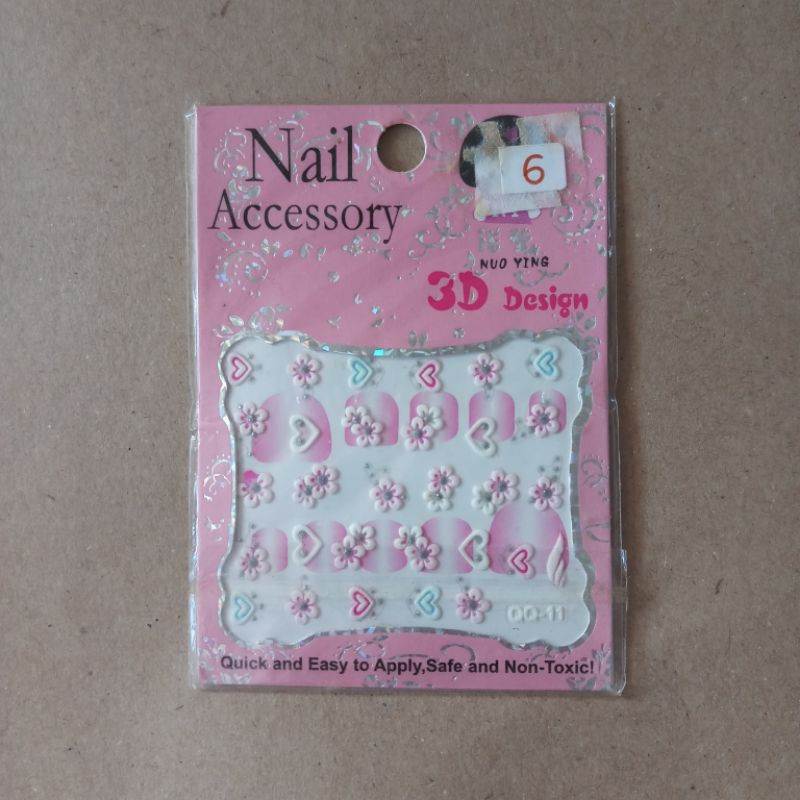 Nail
Accessory
6
NUO YING
3D Design
QQ-11
Quick and Easy to Apply,Safe and Non-Toxic!